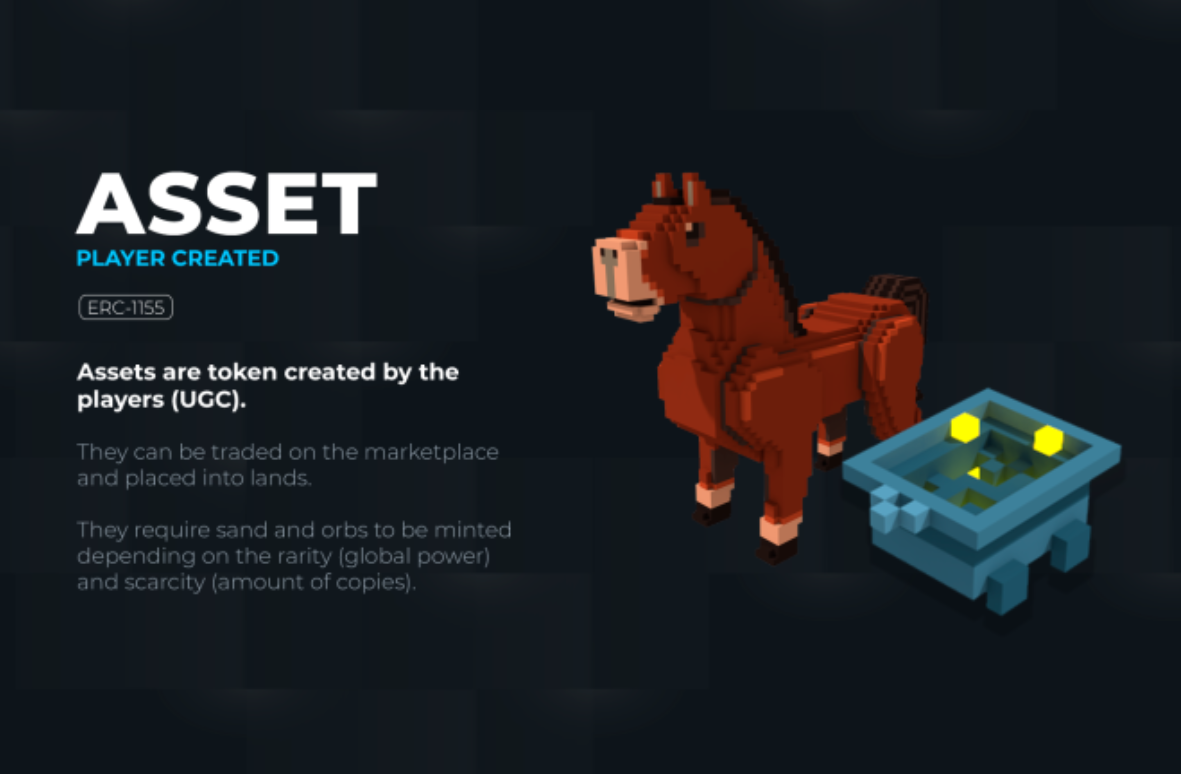 ASSET
PLAYER CREATED
ERC-1155
Assets are token created by the
players (UGC).
They can be traded on the marketplace
and placed into lands.
They require sand and orbs to be minted
depending on the rarity (global power)
and scarcity (amount of copies).